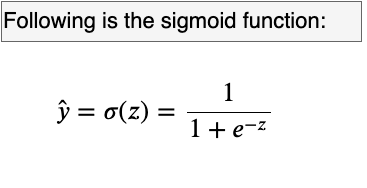 Following is the sigmoid function:
ŷ = σ(z) = 1 / (1 + e⁻ᶻ)